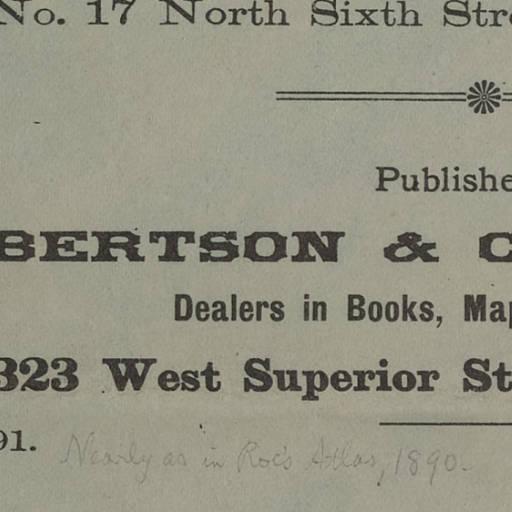 No. 17 North Sixth Stre
Publishe
BERTSON & C
Dealers in Books, Map
323 West Superior St
91. Nearly as in Roe's Atlas, 1890.